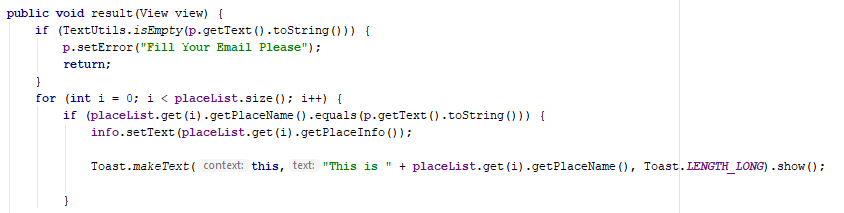 public void result(View view) {
    if (TextUtils.isEmpty(p.getText().toString())) {
        p.setError("Fill Your Email Please");
        return;
    }
    for (int i = 0; i < placeList.size(); i++) {
        if (placeList.get(i).getPlaceName().equals(p.getText().toString())) {
            info.setText(placeList.get(i).getPlaceInfo());

            Toast.makeText( context: this, text: "This is " + placeList.get(i).getPlaceName(), Toast.LENGTH_LONG).show();

        }